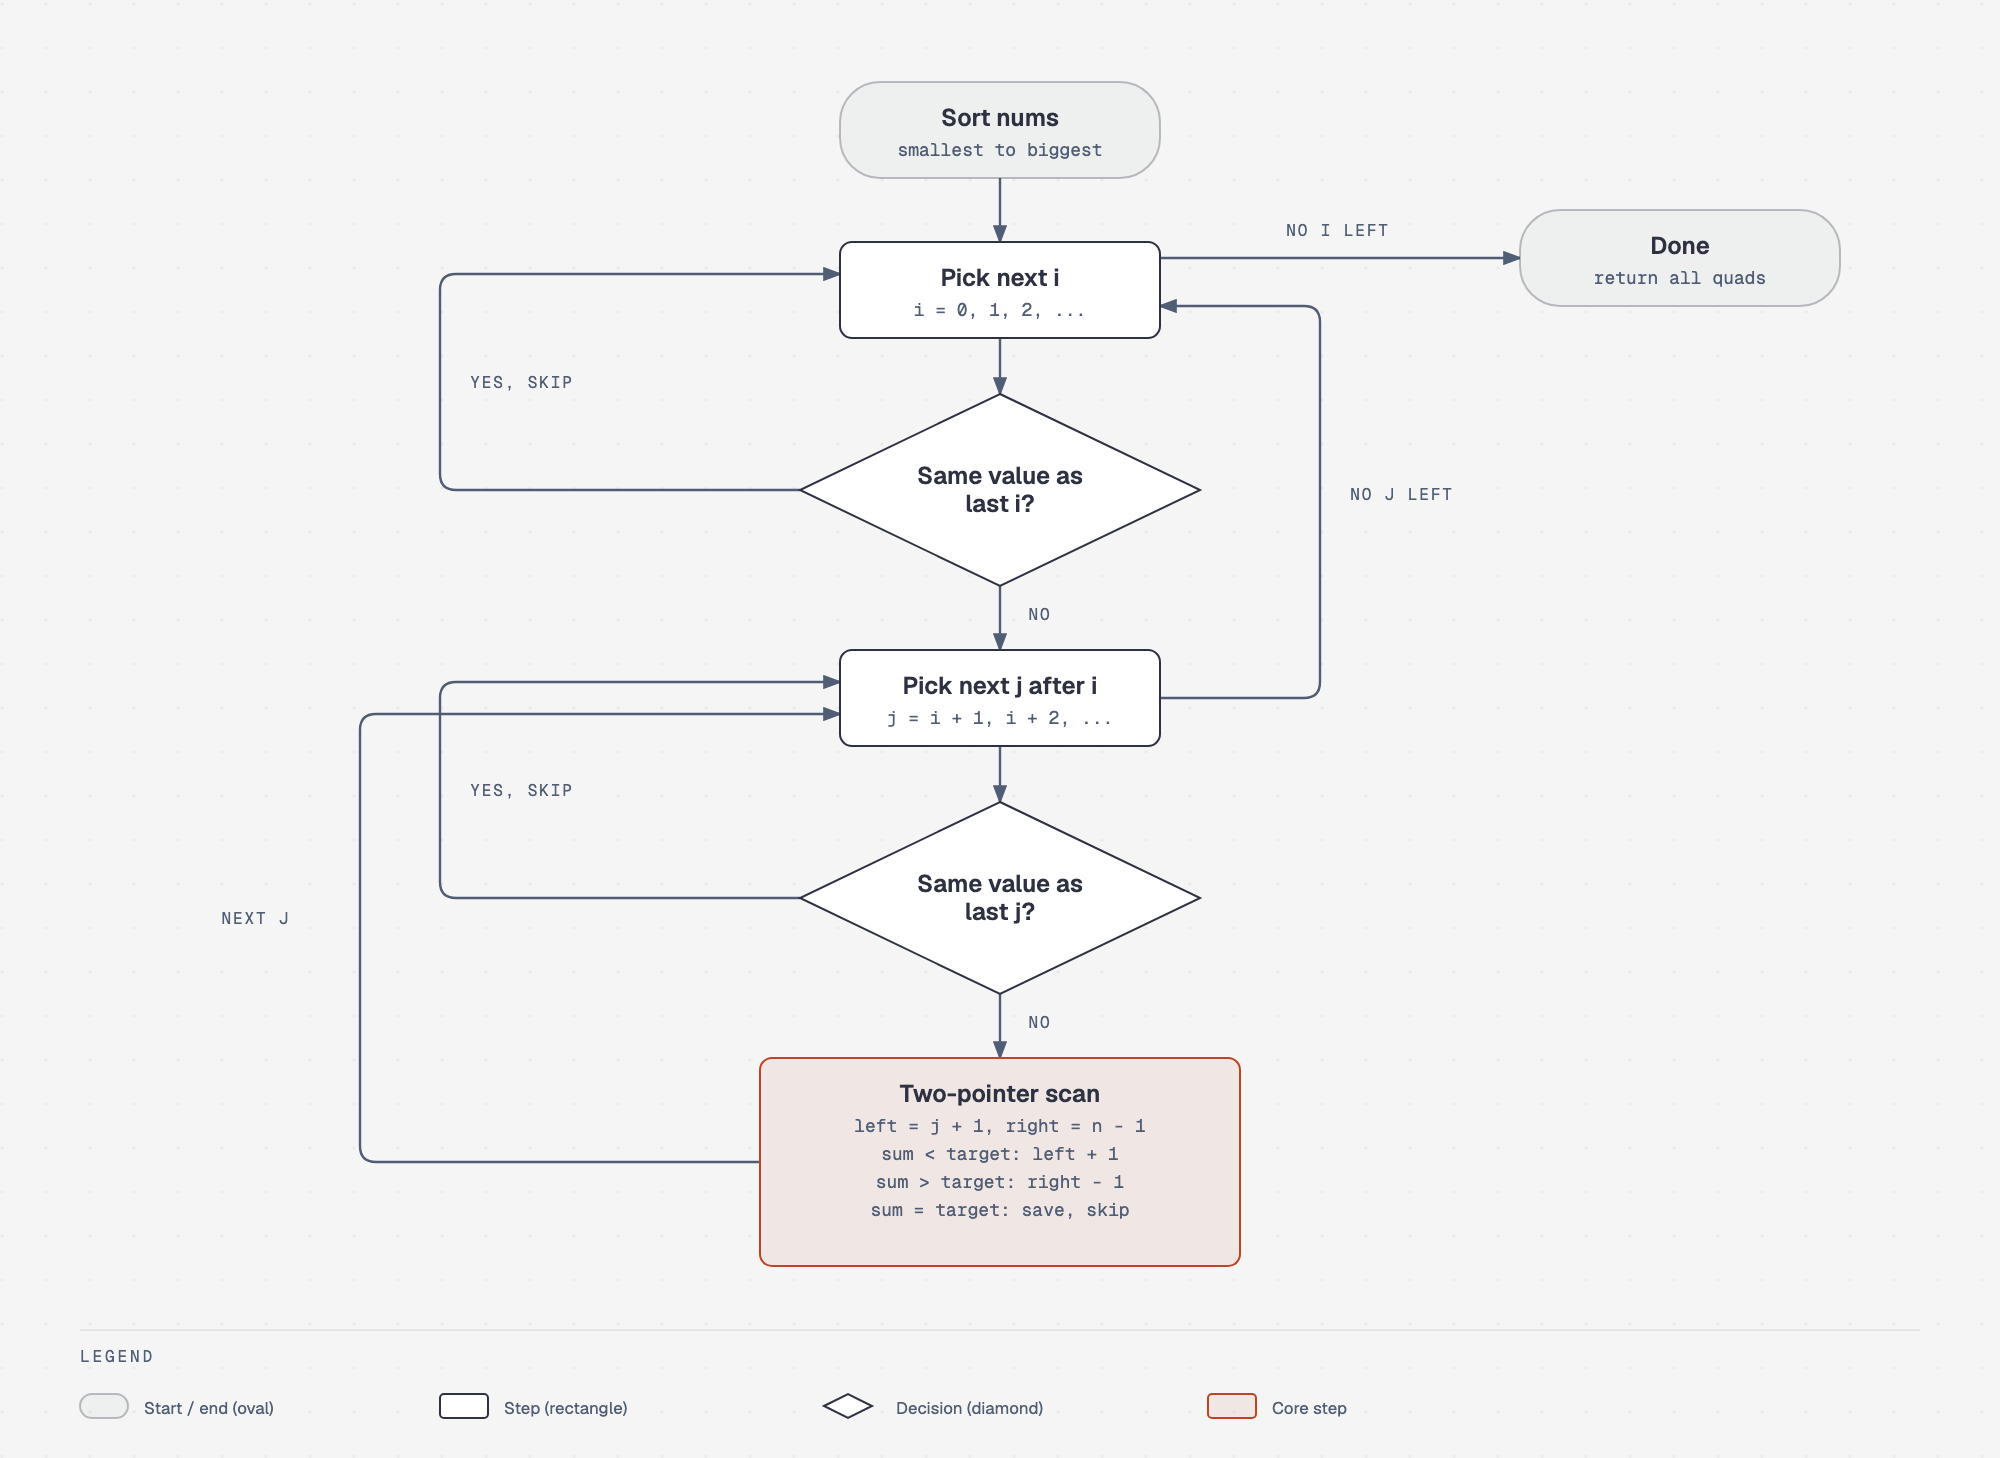 Sort nums
smallest to biggest
NO I LEFT
Done
return all quads
Pick next i
i = 0, 1, 2, ...
YES, SKIP
Same value as
last i?
NO J LEFT
NO
Pick next j after i
j = i + 1, i + 2, ...
YES, SKIP
Same value as
last j?
NEXT J
NO
Two-pointer scan
left = j + 1, right = n - 1
sum < target: left + 1
sum > target: right - 1
sum = target: save, skip
LEGEND
Start / end (oval)
Step (rectangle)
Decision (diamond)
Core step